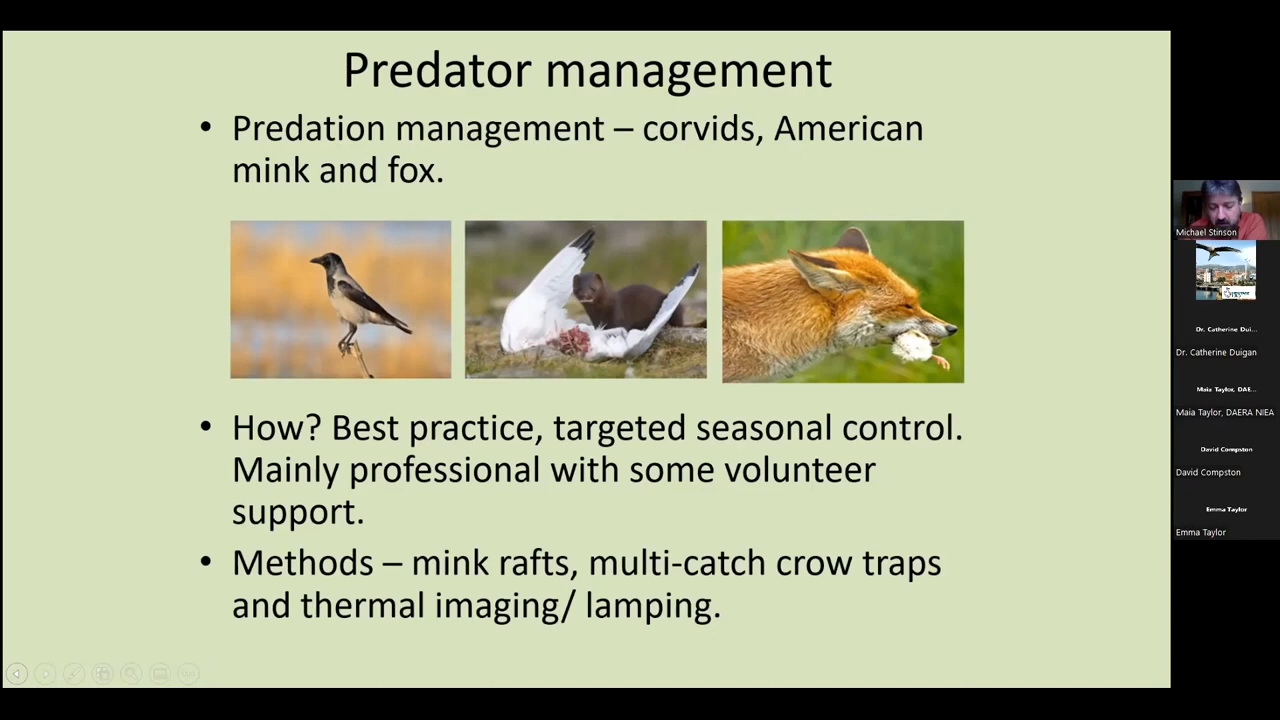 Predator management
• Predation management – corvids, American
mink and fox.
• How? Best practice, targeted seasonal control.
Mainly professional with some volunteer
support.
• Methods – mink rafts, multi-catch crow traps
and thermal imaging/ lamping.
Michael Stinson
Dr. Catherine Dui...
Dr. Catherine Duigan
Maia Taylor, DAE...
Maia Taylor, DAERA NIEA
David Compston
David Compston
Emma Taylor
Emma Taylor